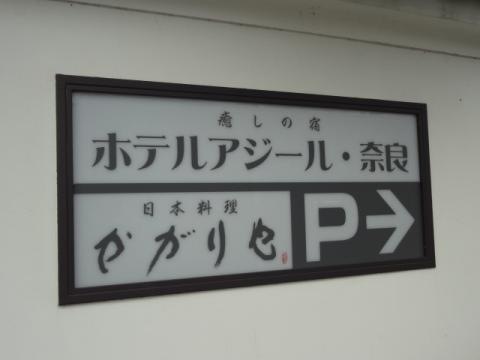 癒しの宿
ホテルアジール・奈良
日本料理
かがりや
P→